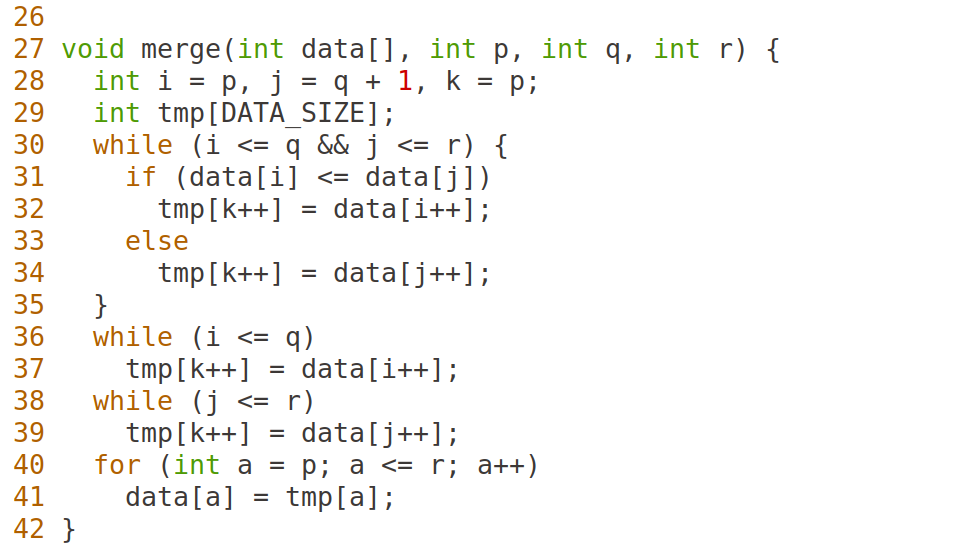 26
27 void merge(int data[], int p, int q, int r) {
28   int i = p, j = q + 1, k = p;
29   int tmp[DATA_SIZE];
30   while (i <= q && j <= r) {
31     if (data[i] <= data[j])
32       tmp[k++] = data[i++];
33     else
34       tmp[k++] = data[j++];
35   }
36   while (i <= q)
37     tmp[k++] = data[i++];
38   while (j <= r)
39     tmp[k++] = data[j++];
40   for (int a = p; a <= r; a++)
41     data[a] = tmp[a];
42 }